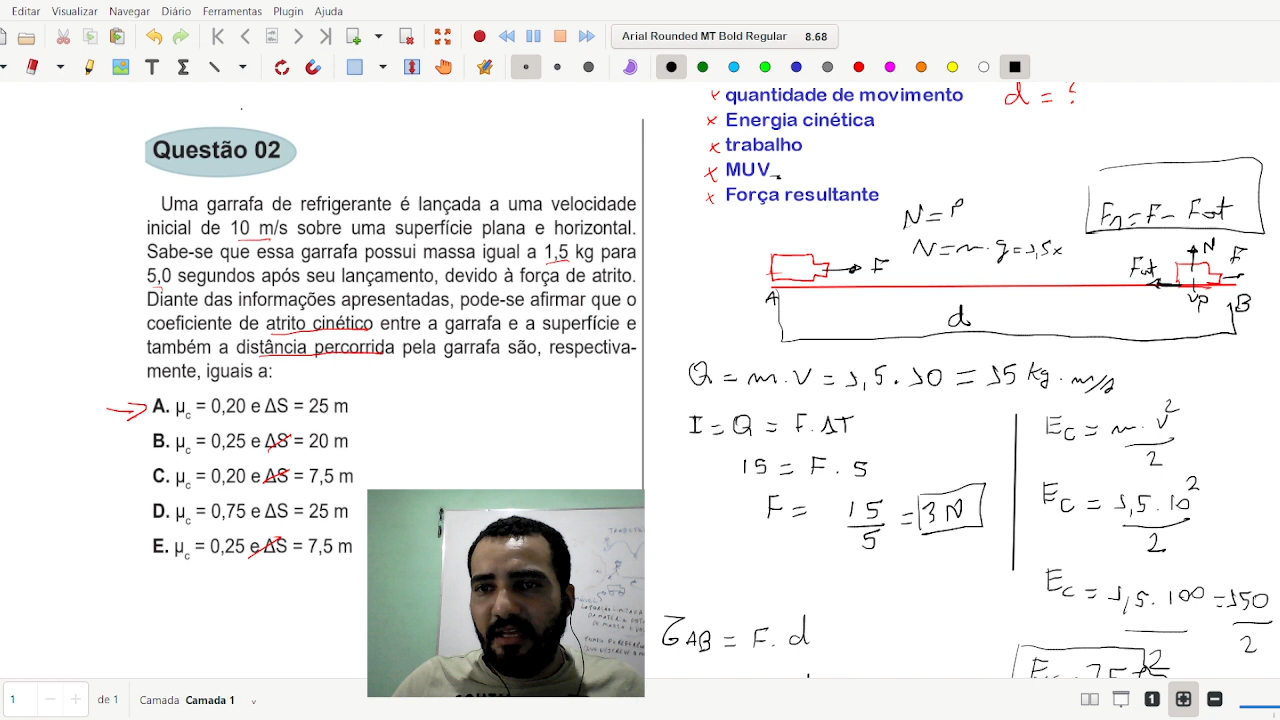 Editar Visualizar Navegar Diário Ferramentas Plugin Ajuda
Arial Rounded MT Bold Regular 8.68
Questão 02
Uma garrafa de refrigerante é lançada a uma velocidade
inicial de 10 m/s sobre uma superfície plana e horizontal.
Sabe-se que essa garrafa possui massa igual a 1,5 kg para
5,0 segundos após seu lançamento, devido à força de atrito.
Diante das informações apresentadas, pode-se afirmar que o
coeficiente de atrito cinético entre a garrafa e a superfície e
também a distância percorrida pela garrafa são, respectiva-
mente, iguais a:
A. μc = 0,20 e ΔS = 25 m
B. μc = 0,25 e ΔS = 20 m
C. μc = 0,20 e ΔS = 7,5 m
D. μc = 0,75 e ΔS = 25 m
E. μc = 0,25 e ΔS = 7,5 m
quantidade de movimento d = ?
Energia cinética
trabalho
MUV
Força resultante
N = P
N = m.g = 1,5x
Fr = F - Fat
F
A
Fat N F
P B
d
Q = m.V = 1,5.10 = 15 kg.m/s
I = Q = F.ΔT
15 = F.5
F = 15/5 = 3N
Ec = m.V²/2
Ec = 1,5.10²/2
Ec = 1,5.100/2 = 150/2
τAB = F.d
1 de 1 Camada Camada 1